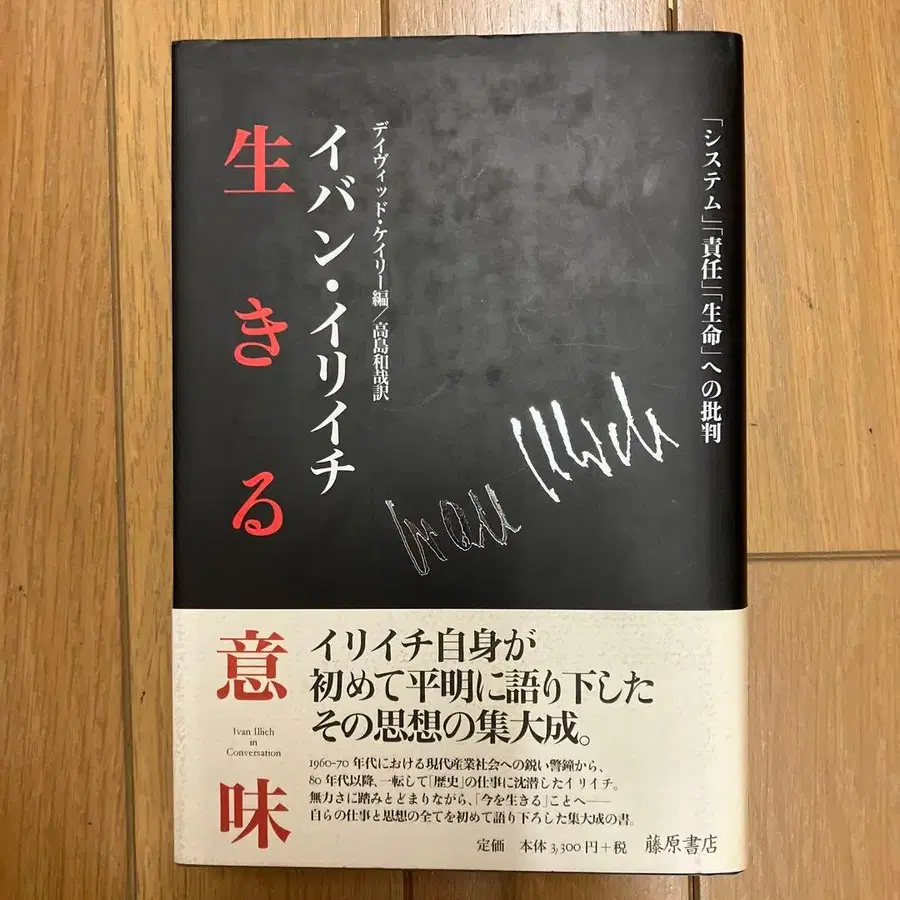 「システム」「責任」「生命」への批判
デイヴィッド・ケイリー編/高島和哉訳
イバン・イリイチ
生きる意味
Ivan Illich
Ivan Illich
in
Conversation
イリイチ自身が
初めて平明に語り下した
その思想の集大成。
1960-70年代における現代産業社会への鋭い警鐘から、
80年代以降、一転して「歴史」の仕事に沈潜したイリイチ。
無力さに踏みとどまりながら、「今を生きる」ことへ——
自らの仕事と思想の全てを初めて語り下ろした集大成の書。
定価 本体3,300円+税 藤原書店